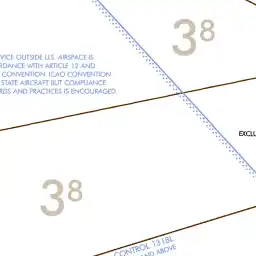 38
VICE OUTSIDE U.S. AIRSPACE IS
RDANCE WITH ARTICLE 12 AND
CONVENTION. ICAO CONVENTION
STATE AIRCRAFT BUT COMPLIANCE
RDS AND PRACTICES IS ENCOURAGED.
EXCLU
38
CONTROL 1318L
AND ABOVE